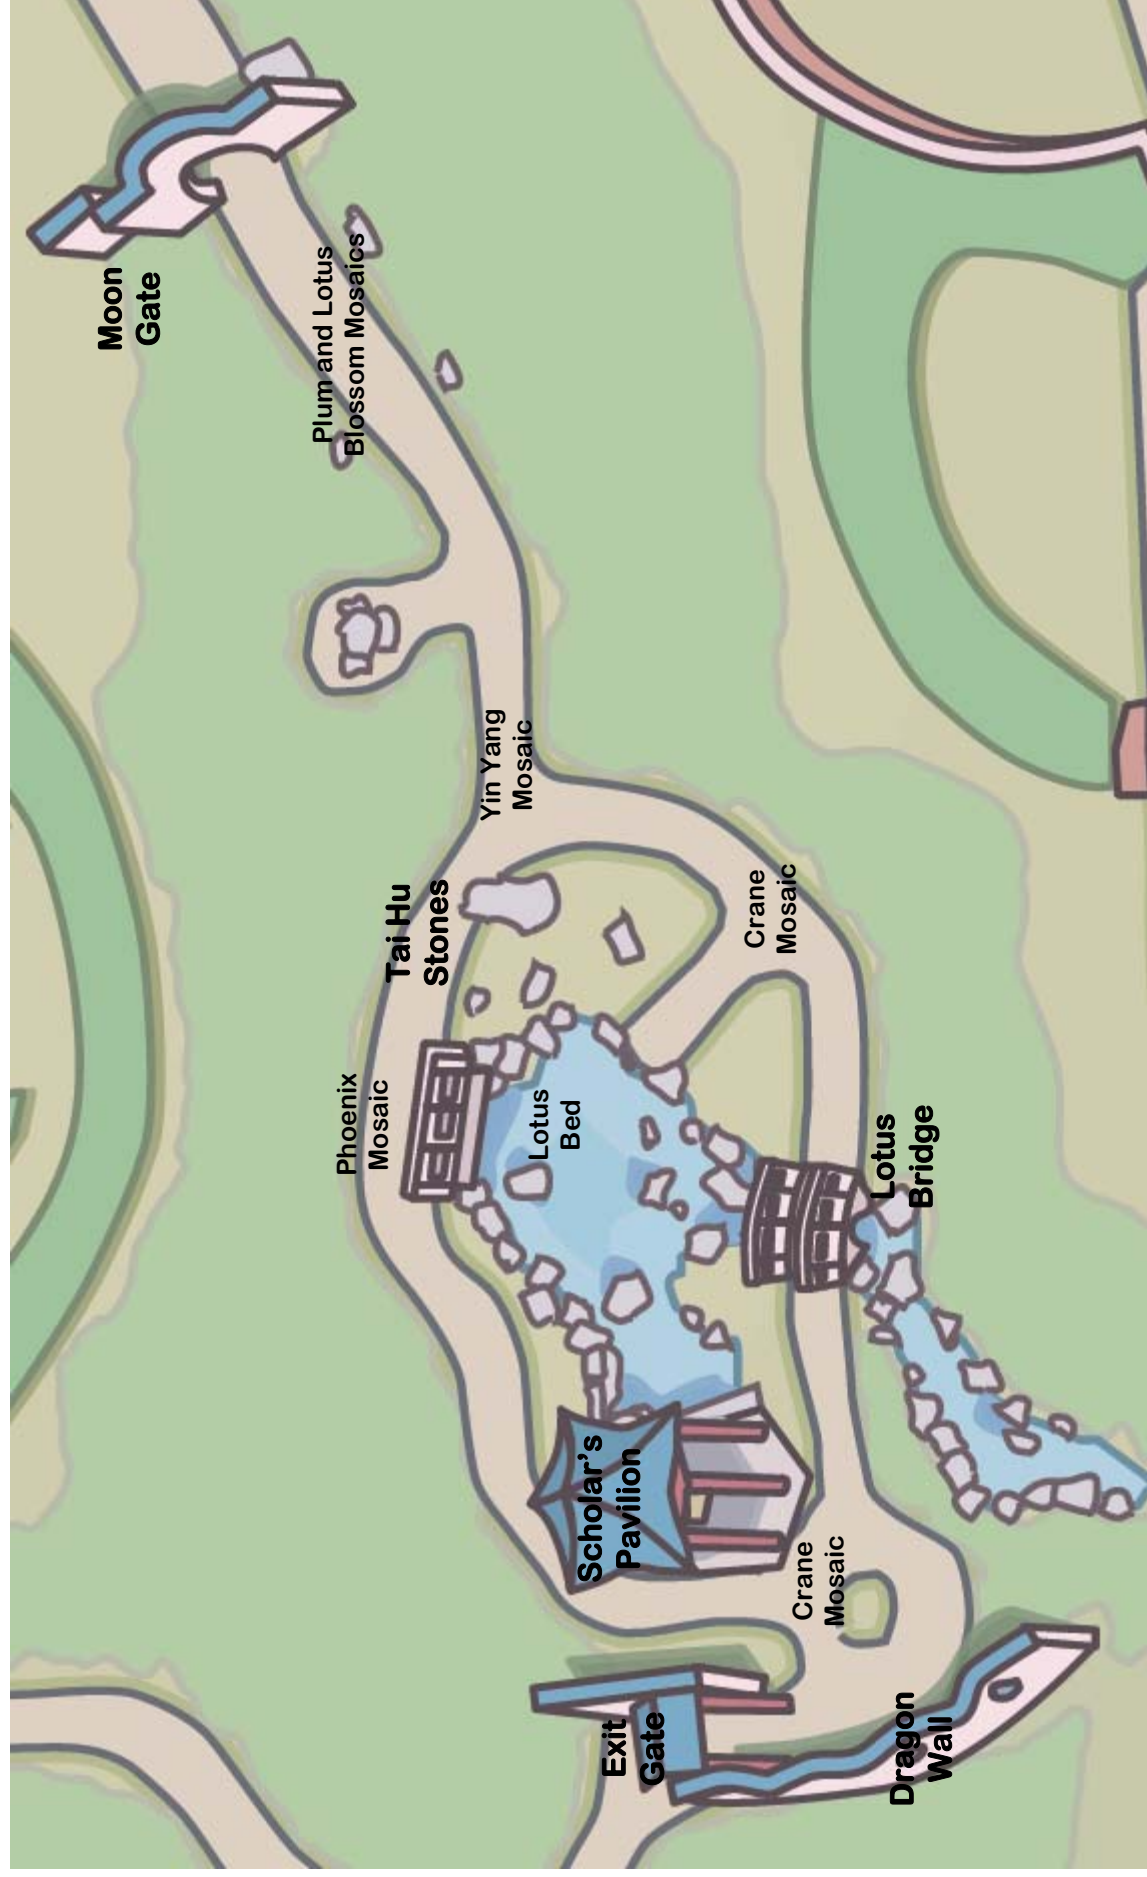 Moon
Gate
Plum and Lotus
Blossom Mosaics
Yin Yang
Mosaic
Tai Hu
Stones
Crane
Mosaic
Phoenix
Mosaic
Lotus
Bed
Lotus
Bridge
Scholar's
Pavilion
Crane
Mosaic
Exit
Gate
Dragon
Wall